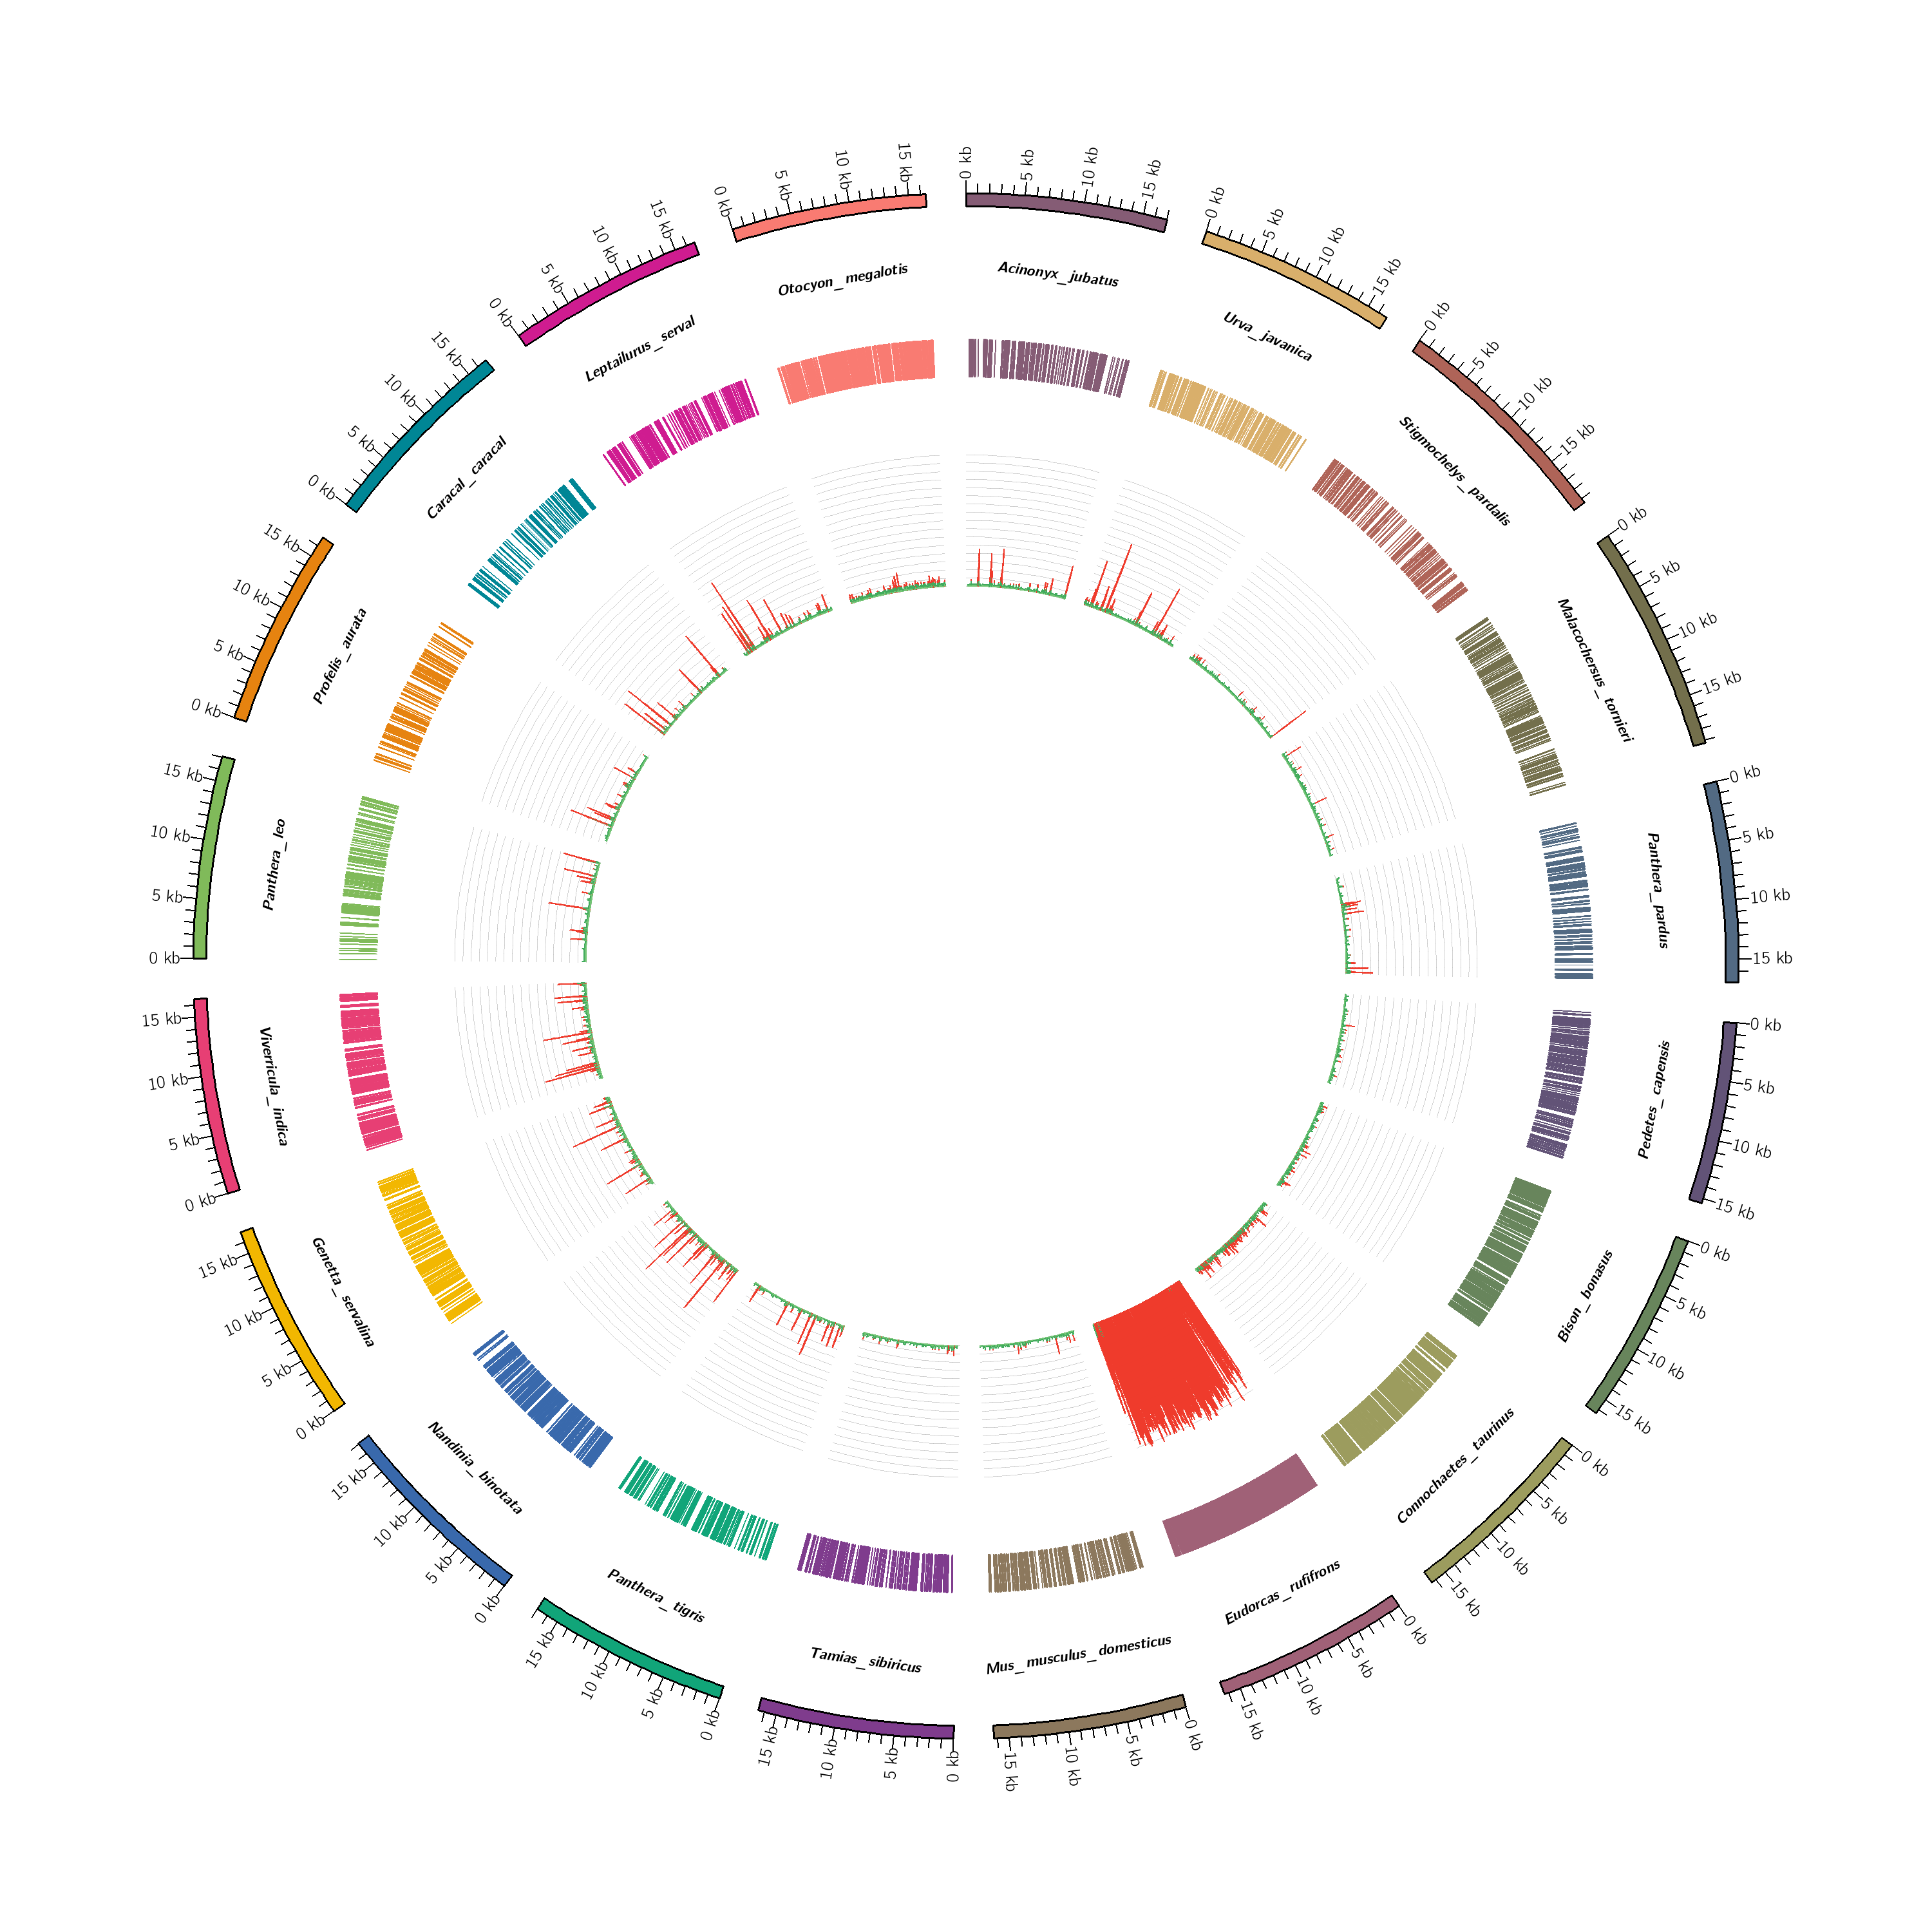 0 kb
5 kb
10 kb
15 kb
Acinonyx_jubatus
0 kb
5 kb
10 kb
15 kb
Urva_javanica
0 kb
5 kb
10 kb
15 kb
Stigmochelys_pardalis
0 kb
5 kb
10 kb
15 kb
Malacochersus_tornieri
0 kb
5 kb
10 kb
15 kb
Panthera_pardus
0 kb
5 kb
10 kb
15 kb
Pedetes_capensis
0 kb
5 kb
10 kb
15 kb
Bison_bonasus
0 kb
5 kb
10 kb
15 kb
Connochaetes_taurinus
0 kb
5 kb
10 kb
15 kb
Eudorcas_rufifrons
0 kb
5 kb
10 kb
15 kb
Mus_musculus_domesticus
0 kb
5 kb
10 kb
15 kb
Tamias_sibiricus
0 kb
5 kb
10 kb
15 kb
Panthera_tigris
0 kb
5 kb
10 kb
15 kb
Nandinia_binotata
0 kb
5 kb
10 kb
15 kb
Genetta_servalina
0 kb
5 kb
10 kb
15 kb
Viverricula_indica
0 kb
5 kb
10 kb
15 kb
Panthera_leo
0 kb
5 kb
10 kb
15 kb
Profelis_aurata
0 kb
5 kb
10 kb
15 kb
Caracal_caracal
0 kb
5 kb
10 kb
15 kb
Leptailurus_serval
0 kb
5 kb
10 kb
15 kb
Otocyon_megalotis